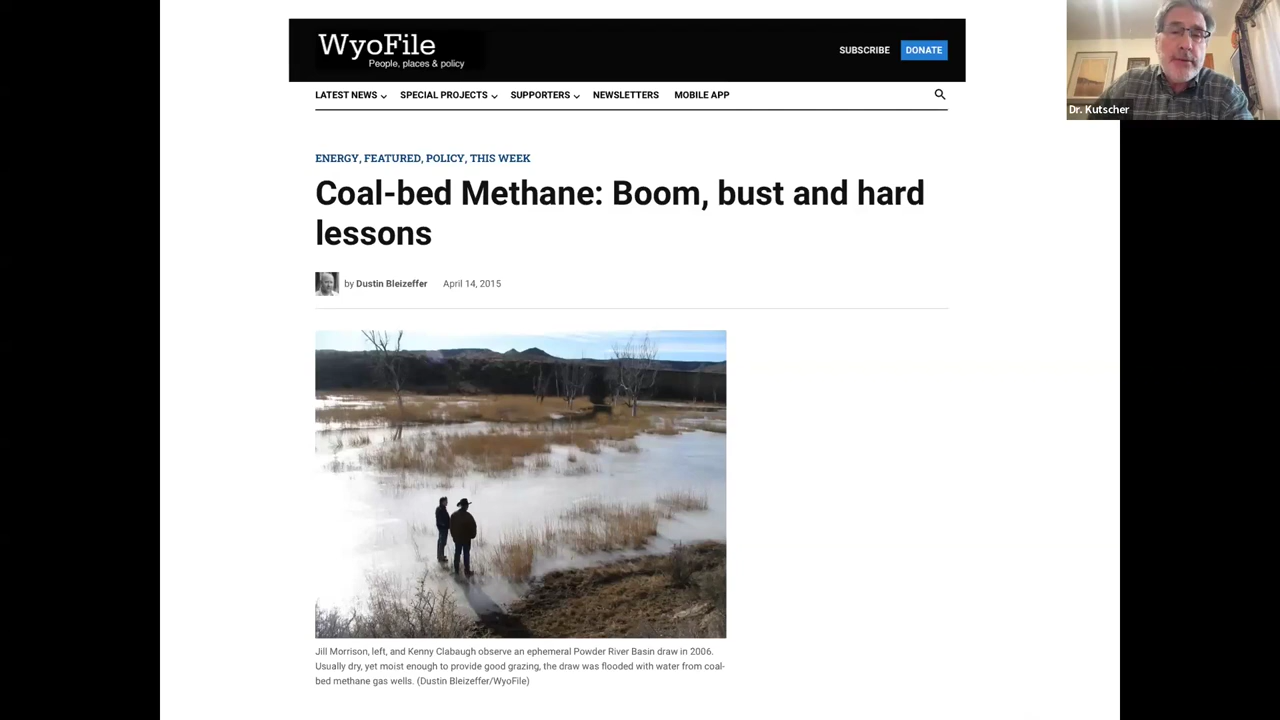 WyoFile
People, places & policy
SUBSCRIBE DONATE
LATEST NEWS SPECIAL PROJECTS SUPPORTERS NEWSLETTERS MOBILE APP
Dr. Kutscher
ENERGY, FEATURED, POLICY, THIS WEEK
Coal-bed Methane: Boom, bust and hard
lessons
by Dustin Bleizeffer April 14, 2015
Jill Morrison, left, and Kenny Clabaugh observe an ephemeral Powder River Basin draw in 2006.
Usually dry, yet moist enough to provide good grazing, the draw was flooded with water from coal-
bed methane gas wells. (Dustin Bleizeffer/WyoFile)